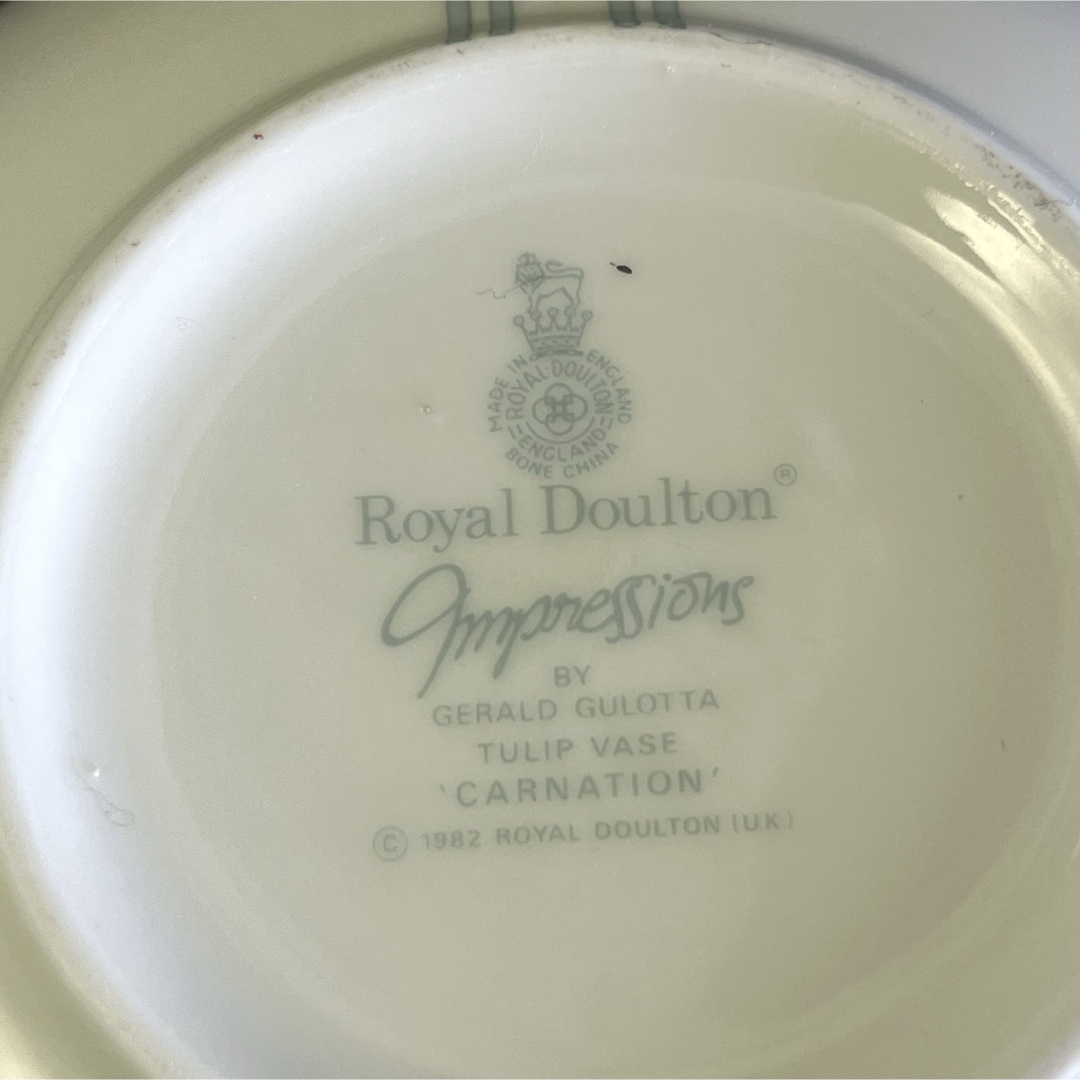 MADE IN ENGLAND
ROYAL·DOULTON
ENGLAND
BONE CHINA
Royal Doulton®
Impressions
BY
GERALD GULOTTA
TULIP VASE
'CARNATION'
© 1982 ROYAL DOULTON (U.K.)